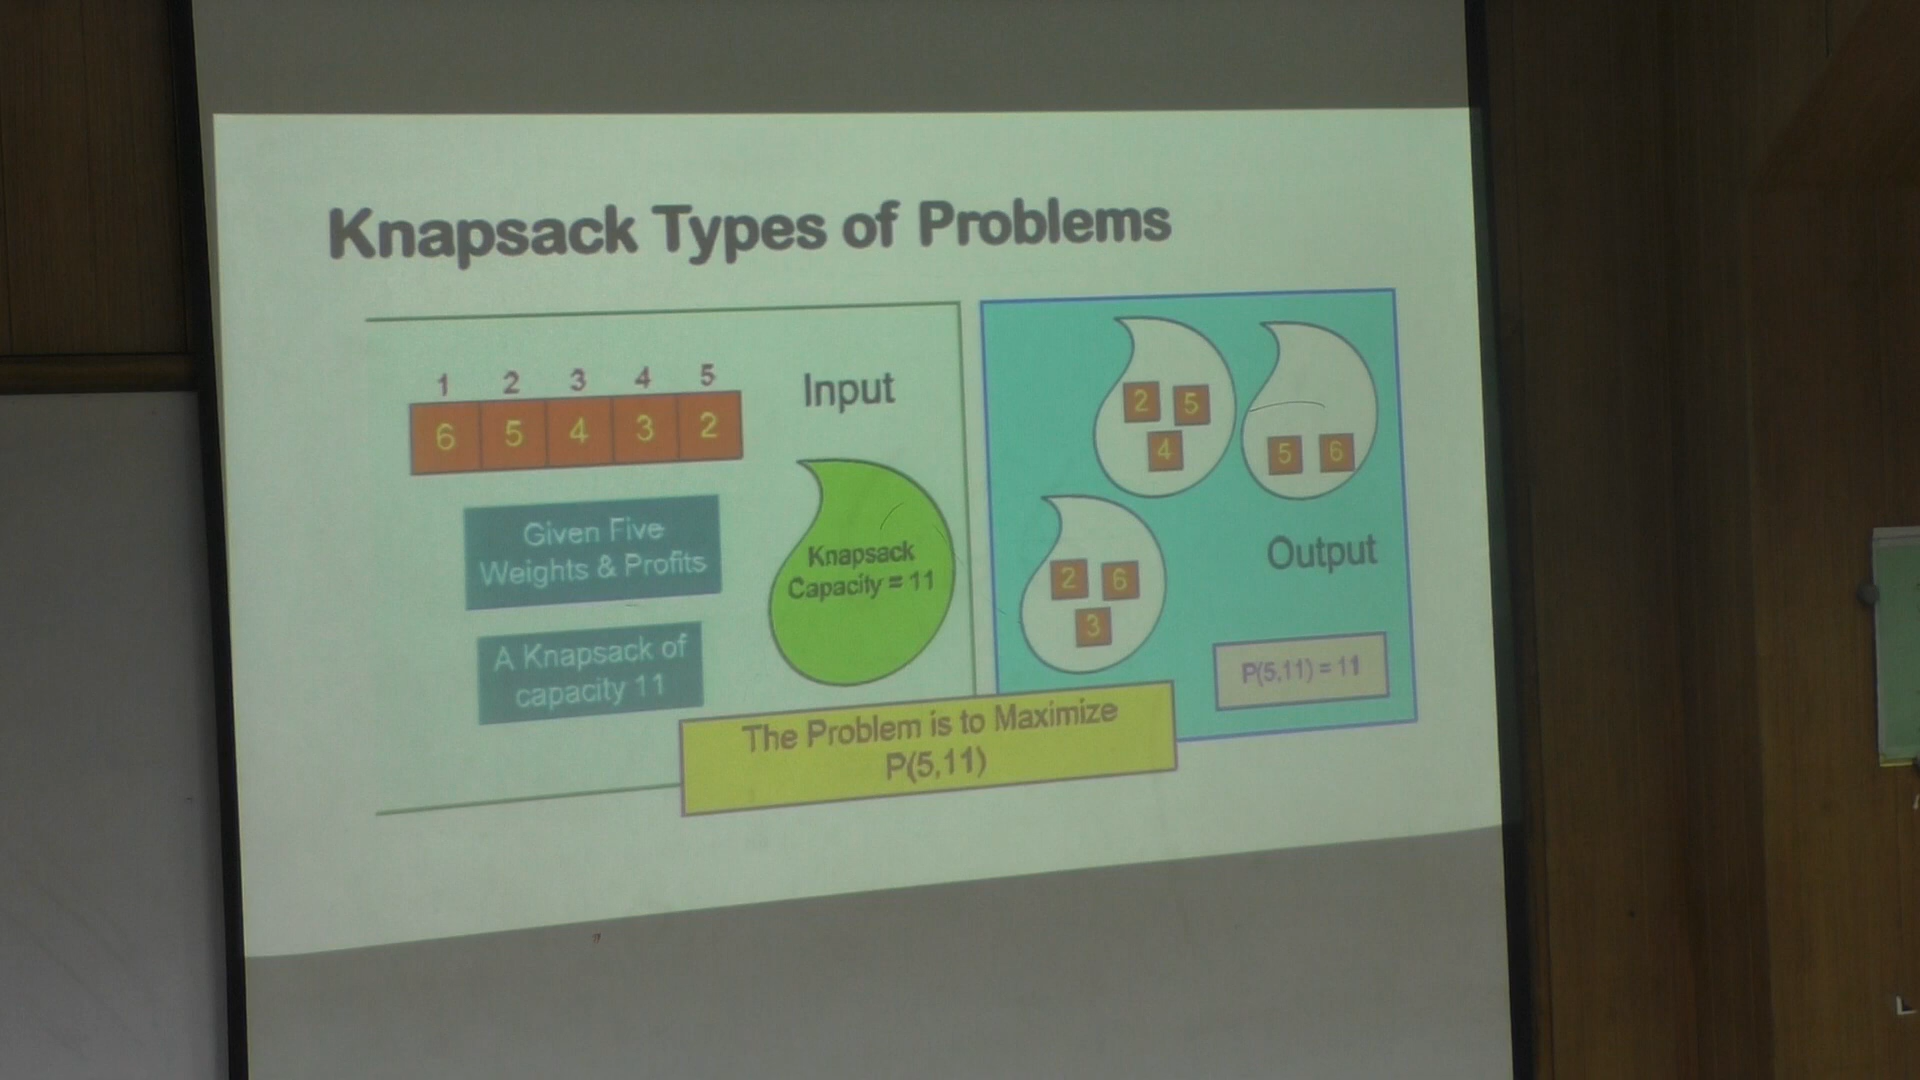 Knapsack Types of Problems
1 2 3 4 5
6 5 4 3 2
Input
Given Five
Weights & Profits
A Knapsack of
capacity 11
Knapsack
Capacity = 11
The Problem is to Maximize
P(5,11)
2 5
4
5 6
2 6
3
Output
P(5,11) = 11